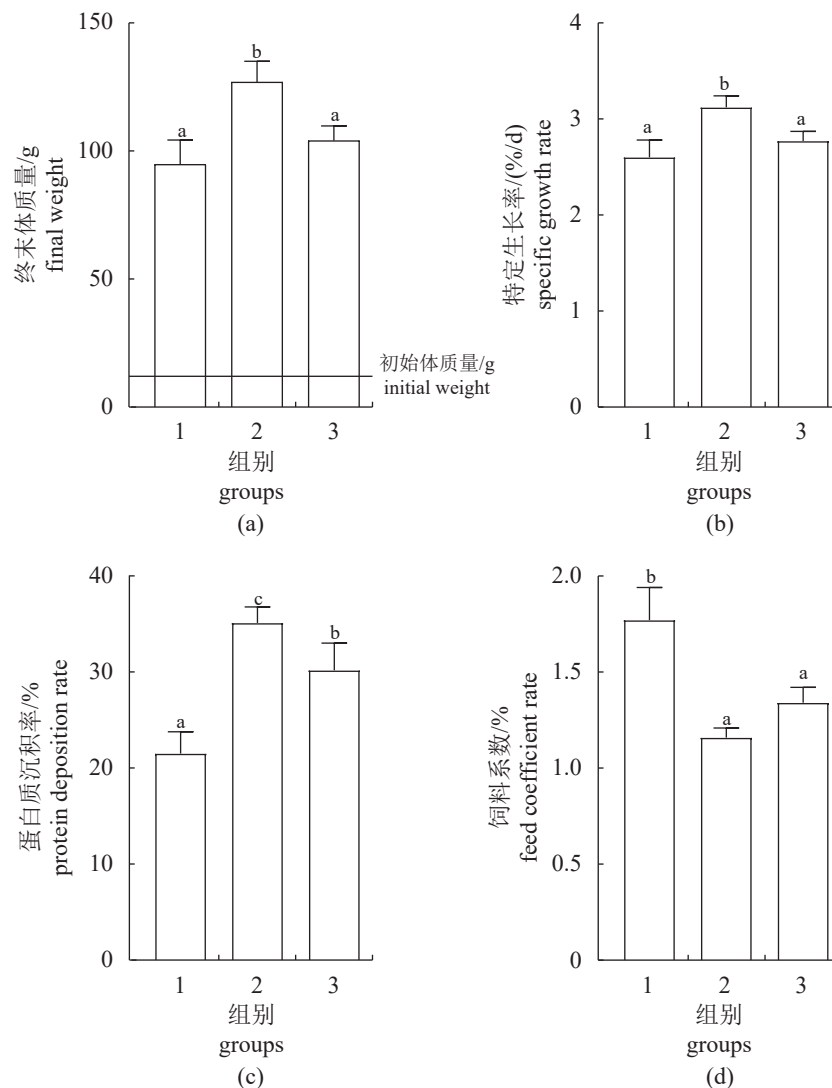 150
100
50
0
终末体质量/g
final weight
a
b
a
初始体质量/g
initial weight
1 2 3
组别
groups
(a)
4
3
2
1
0
特定生长率/(%/d)
specific growth rate
a
b
a
1 2 3
组别
groups
(b)
40
30
20
10
0
蛋白质沉积率/%
protein deposition rate
a
c
b
1 2 3
组别
groups
(c)
2.0
1.5
1.0
0.5
0
饲料系数/%
feed coefficient rate
b
a
a
1 2 3
组别
groups
(d)